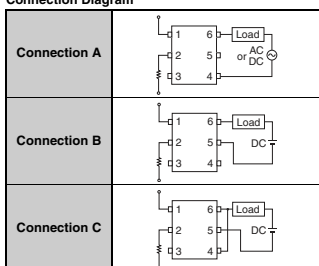 Connection Diagram
Connection A
1 6 Load
2 5 or AC DC
3 4
Connection B
1 6 Load
2 5 DC
3 4
Connection C
1 6 Load
2 5 DC
3 4